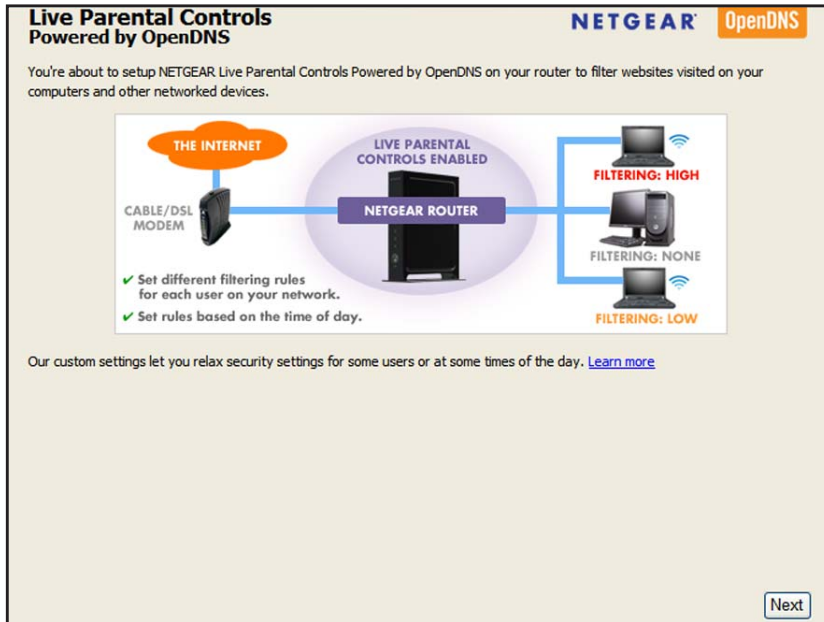 Live Parental Controls
Powered by OpenDNS
NETGEAR®
OpenDNS
You're about to setup NETGEAR Live Parental Controls Powered by OpenDNS on your router to filter websites visited on your
computers and other networked devices.
THE INTERNET
CABLE/DSL
MODEM
LIVE PARENTAL
CONTROLS ENABLED
NETGEAR ROUTER
FILTERING: HIGH
FILTERING: NONE
FILTERING: LOW
✔ Set different filtering rules
for each user on your network.
✔ Set rules based on the time of day.
Our custom settings let you relax security settings for some users or at some times of the day. Learn more
Next